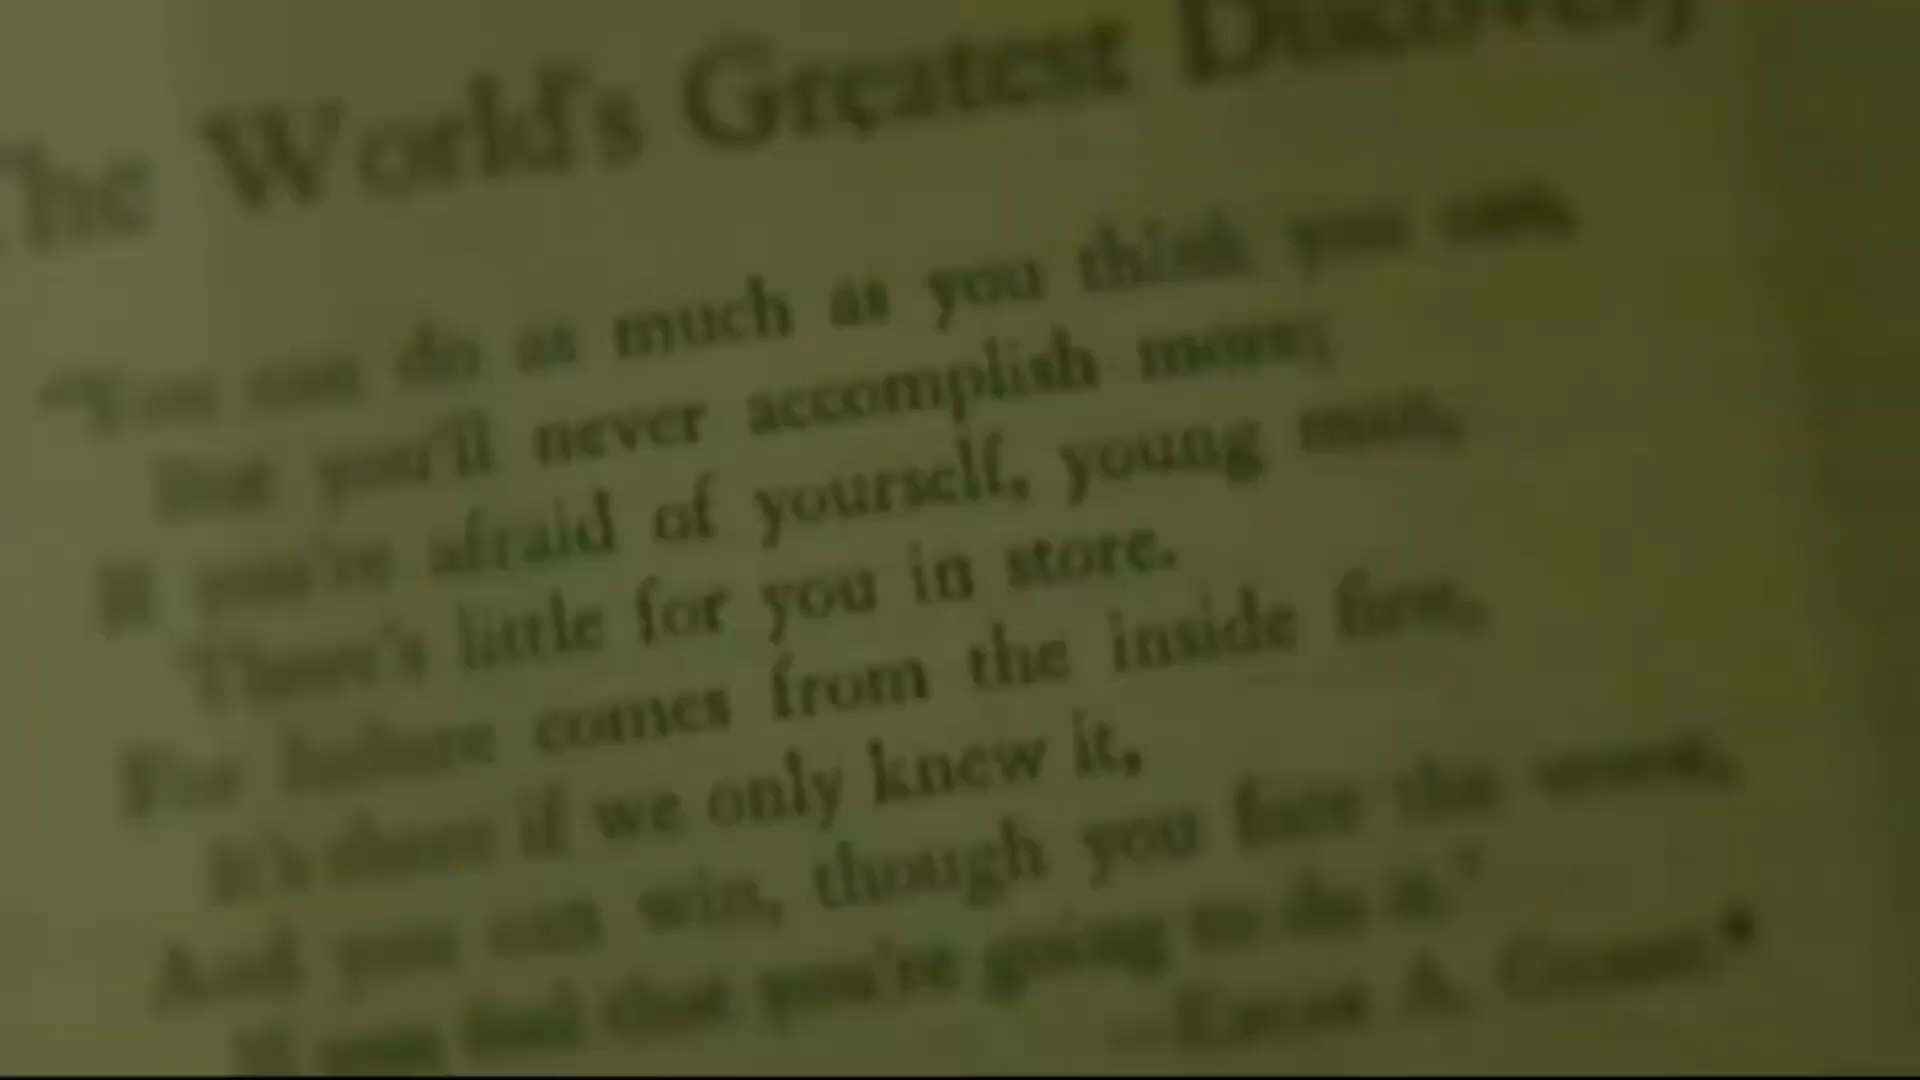 The World's Greatest Discovery
"You can do as much as you think you can,
But you'll never accomplish more;
If you're afraid of yourself, young man,
There's little for you in store.
For failure comes from the inside first,
It's there if we only knew it,
And you can win, though you face the worst,
If you feel that you're going to do it."
—Edgar A. Guest*